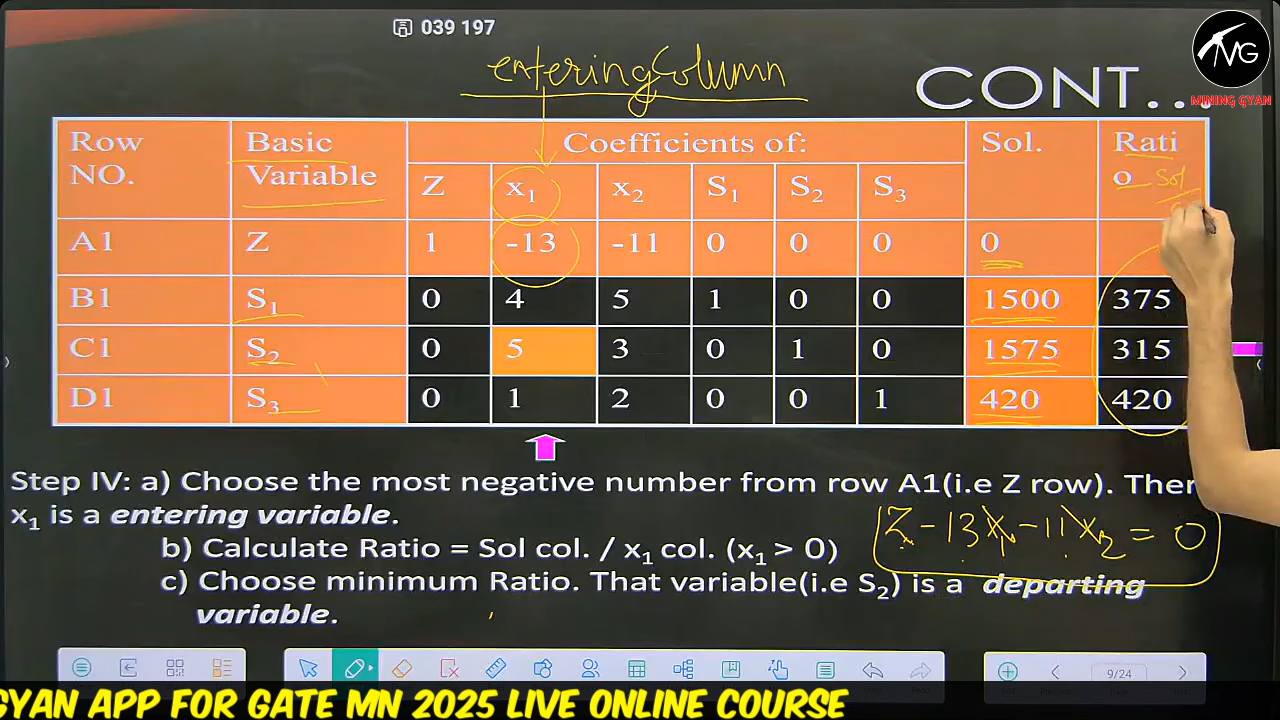 039 197
enteringColumn
CONT...
VG
MINING GYAN
Row NO. Basic Variable Coefficients of: Sol. Ratio
Sol
Z x₁ x₂ S₁ S₂ S₃
A1 Z 1 -13 -11 0 0 0 0
B1 S₁ 0 4 5 1 0 0 1500 375
C1 S₂ 0 5 3 0 1 0 1575 315
D1 S₃ 0 1 2 0 0 1 420 420
Step IV: a) Choose the most negative number from row A1(i.e Z row). Then
x₁ is a entering variable.
Z - 13x₁ - 11x₂ = 0
b) Calculate Ratio = Sol col. / x₁ col. (x₁ > 0)
c) Choose minimum Ratio. That variable(i.e S₂) is a departing
variable.
9/24
GYAN APP FOR GATE MN 2025 LIVE ONLINE COURSE